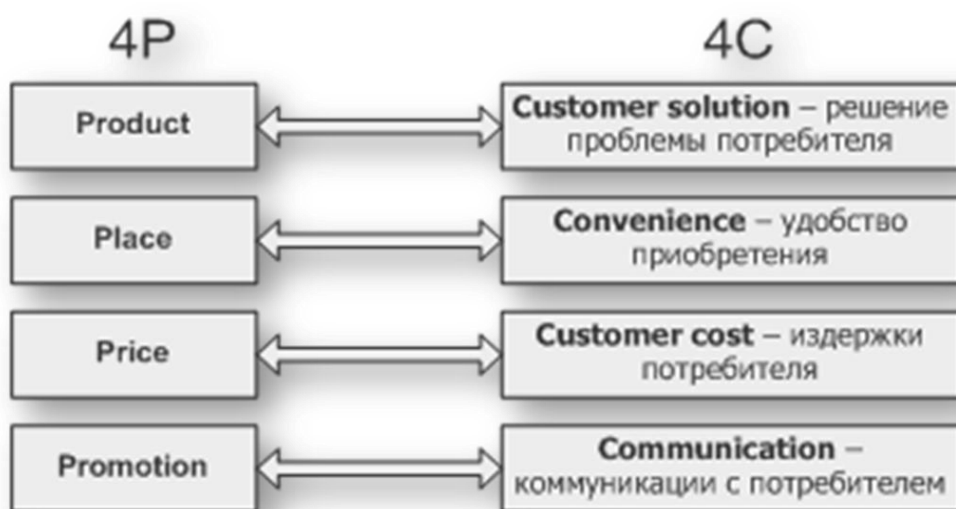 4P
4C
Product
Customer solution – решение
проблемы потребителя
Place
Convenience – удобство
приобретения
Price
Customer cost – издержки
потребителя
Promotion
Communication –
коммуникации с потребителем